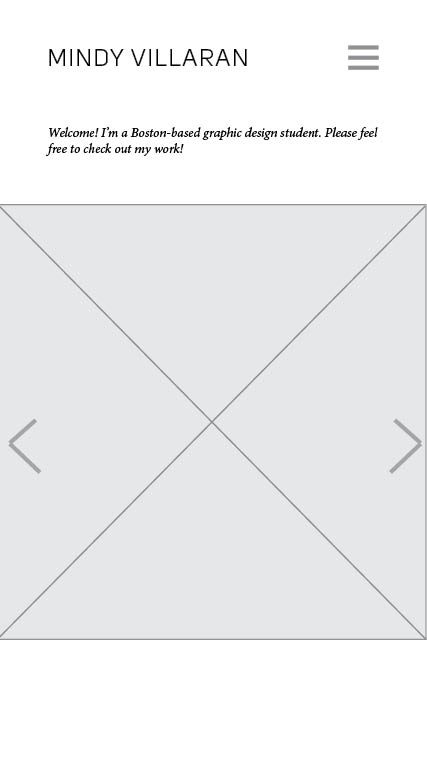 MINDY VILLARAN
Welcome! I’m a Boston-based graphic design student. Please feel
free to check out my work!